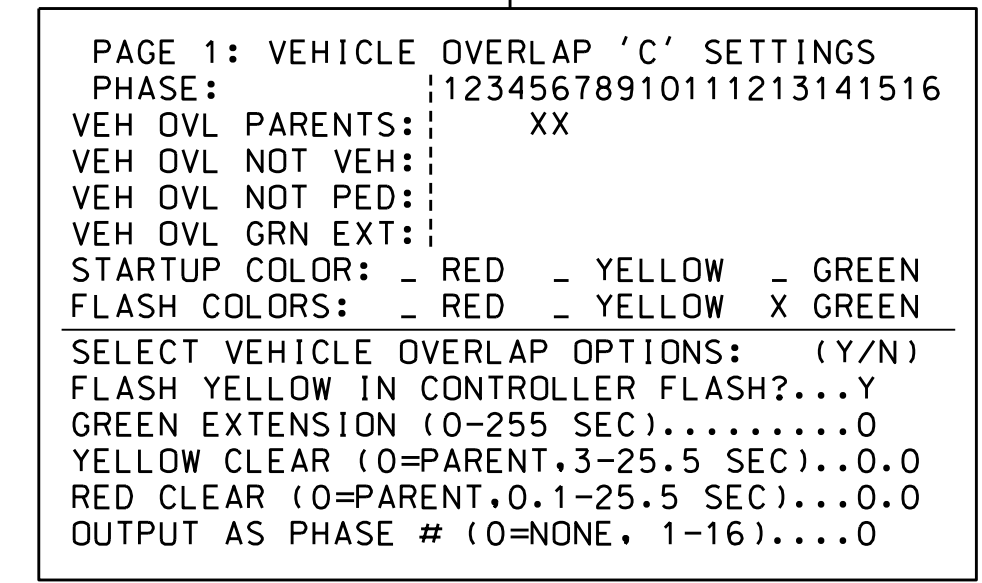 PAGE 1: VEHICLE OVERLAP 'C' SETTINGS
PHASE: ¦12345678910111213141516
VEH OVL PARENTS:¦ XX
VEH OVL NOT VEH:¦
VEH OVL NOT PED:¦
VEH OVL GRN EXT:¦
STARTUP COLOR: _ RED _ YELLOW _ GREEN
FLASH COLORS: _ RED _ YELLOW X GREEN
SELECT VEHICLE OVERLAP OPTIONS: (Y/N)
FLASH YELLOW IN CONTROLLER FLASH?...Y
GREEN EXTENSION (0-255 SEC).........0
YELLOW CLEAR (0=PARENT,3-25.5 SEC)..0.0
RED CLEAR (0=PARENT,0.1-25.5 SEC)...0.0
OUTPUT AS PHASE # (0=NONE, 1-16)....0